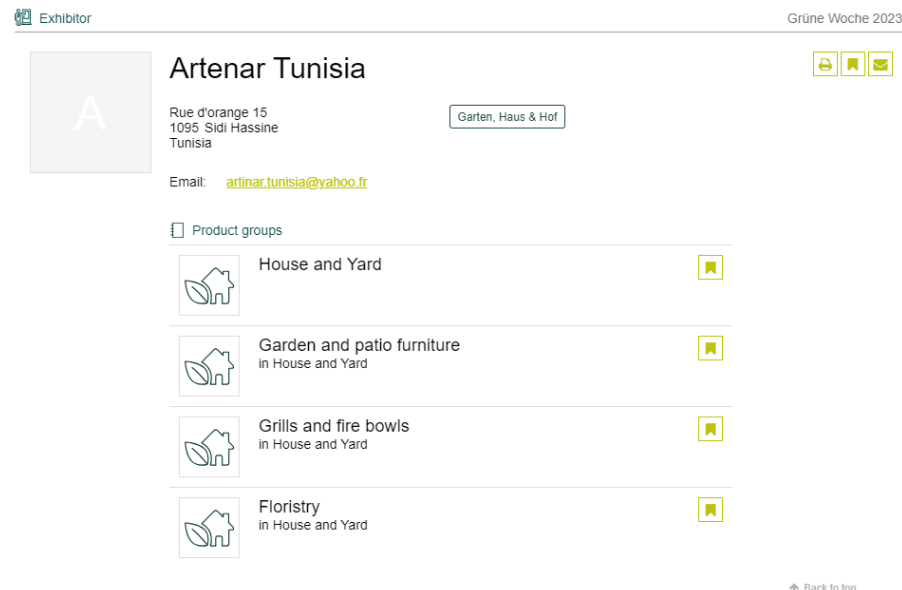 Exhibitor
Grüne Woche 2023
A
Artenar Tunisia
Rue d'orange 15
1095 Sidi Hassine
Tunisia
Garten, Haus & Hof
Email: artinar.tunisia@yahoo.fr
Product groups
House and Yard
Garden and patio furniture
in House and Yard
Grills and fire bowls
in House and Yard
Floristry
in House and Yard
Back to top